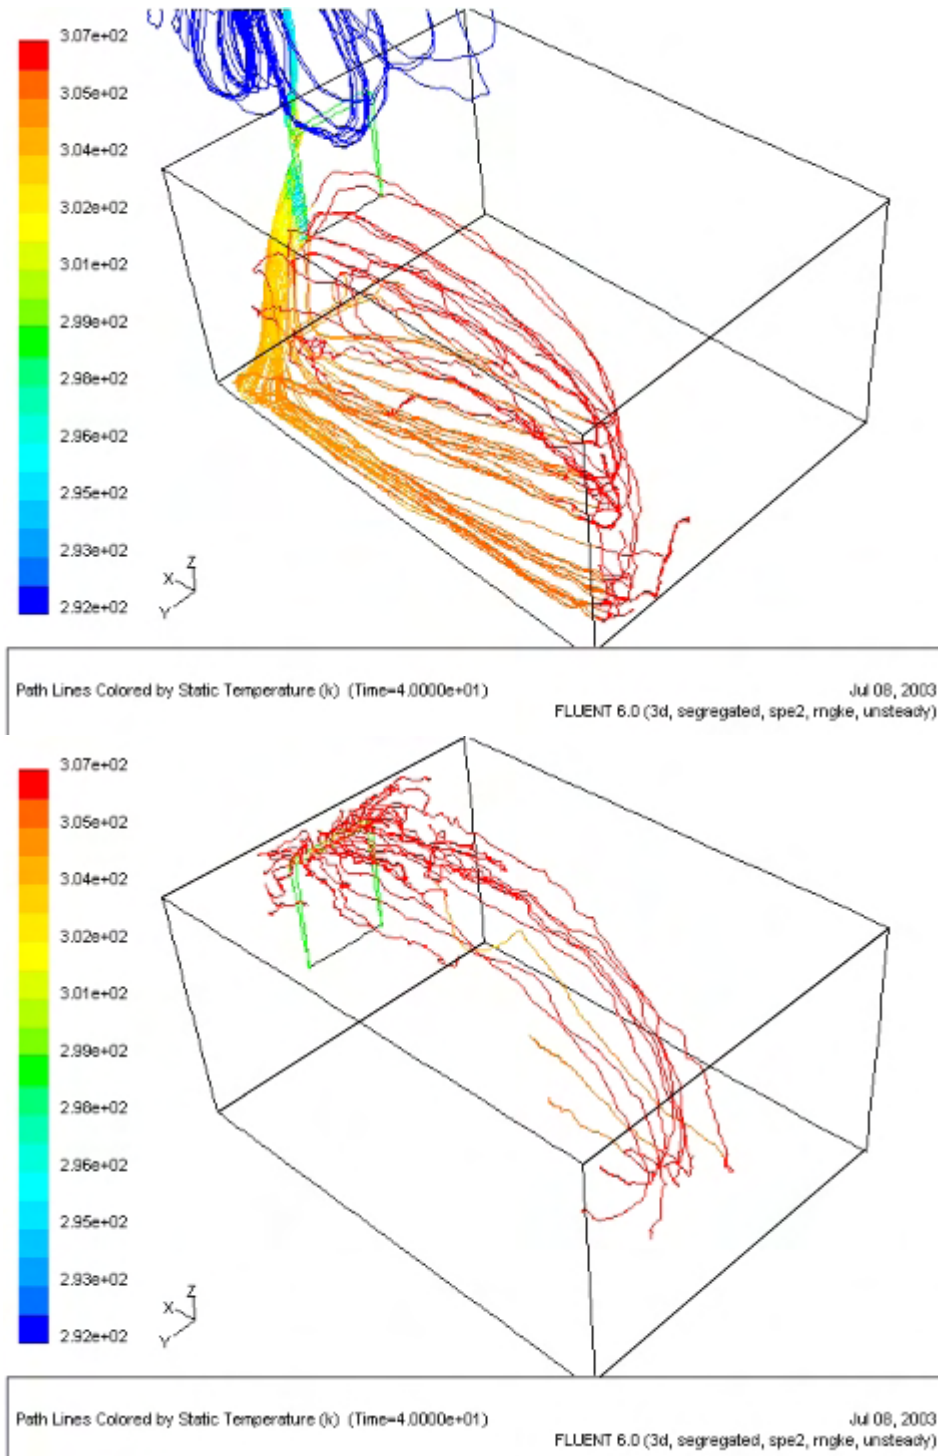 3.07e+02
3.05e+02
3.04e+02
3.02e+02
3.01e+02
2.99e+02
2.98e+02
2.96e+02
2.95e+02
2.93e+02
2.92e+02
Z
X
Y
Path Lines Colored by Static Temperature (k) (Time=4.0000e+01)
Jul 08, 2003
FLUENT 6.0 (3d, segregated, spe2, rngke, unsteady)
3.07e+02
3.05e+02
3.04e+02
3.02e+02
3.01e+02
2.99e+02
2.98e+02
2.96e+02
2.95e+02
2.93e+02
2.92e+02
Z
X
Y
Path Lines Colored by Static Temperature (k) (Time=4.0000e+01)
Jul 08, 2003
FLUENT 6.0 (3d, segregated, spe2, rngke, unsteady)